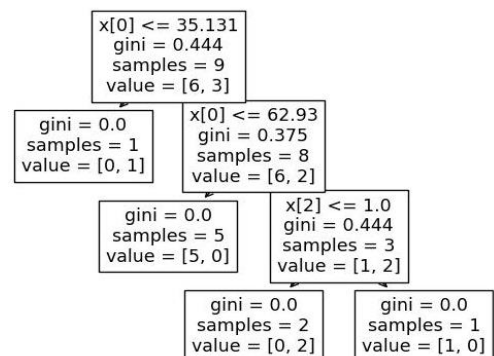 x[0] <= 35.131
gini = 0.444
samples = 9
value = [6, 3]
gini = 0.0
samples = 1
value = [0, 1]
x[0] <= 62.93
gini = 0.375
samples = 8
value = [6, 2]
gini = 0.0
samples = 5
value = [5, 0]
x[2] <= 1.0
gini = 0.444
samples = 3
value = [1, 2]
gini = 0.0
samples = 2
value = [0, 2]
gini = 0.0
samples = 1
value = [1, 0]